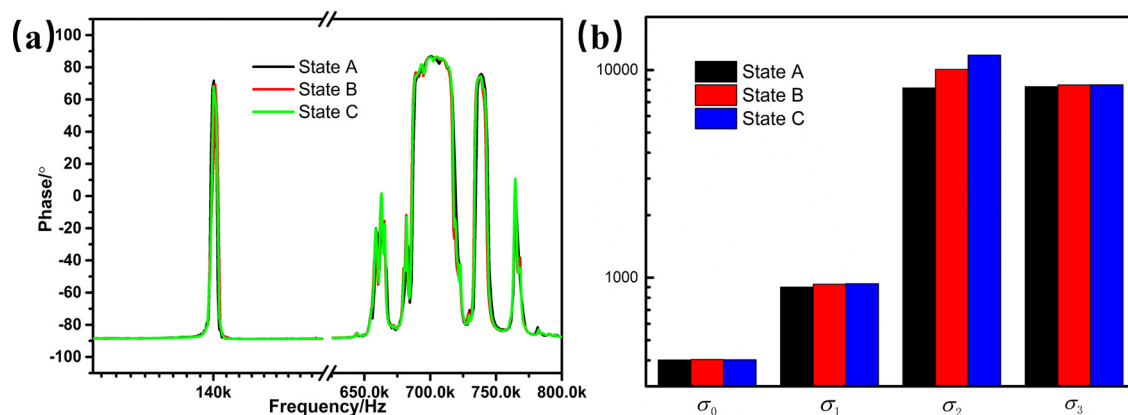 (a)
100
80
60
40
20
0
-20
-40
-60
-80
-100
Phase/°
State A
State B
State C
140k
650.0k
700.0k
750.0k
800.0k
Frequency/Hz
(b)
10000
1000
State A
State B
State C
σ₀
σ₁
σ₂
σ₃